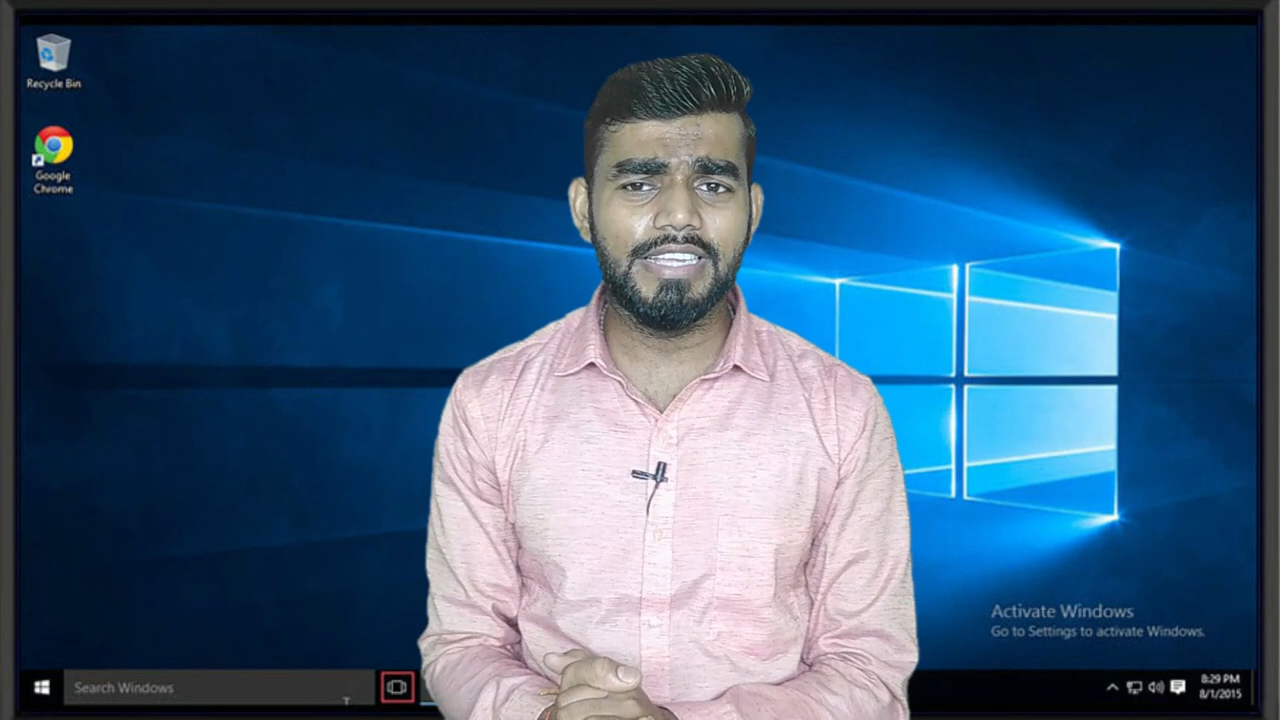 Recycle Bin
Google
Chrome
Activate Windows
Go to Settings to activate Windows.
Search Windows
8:29 PM
8/1/2015